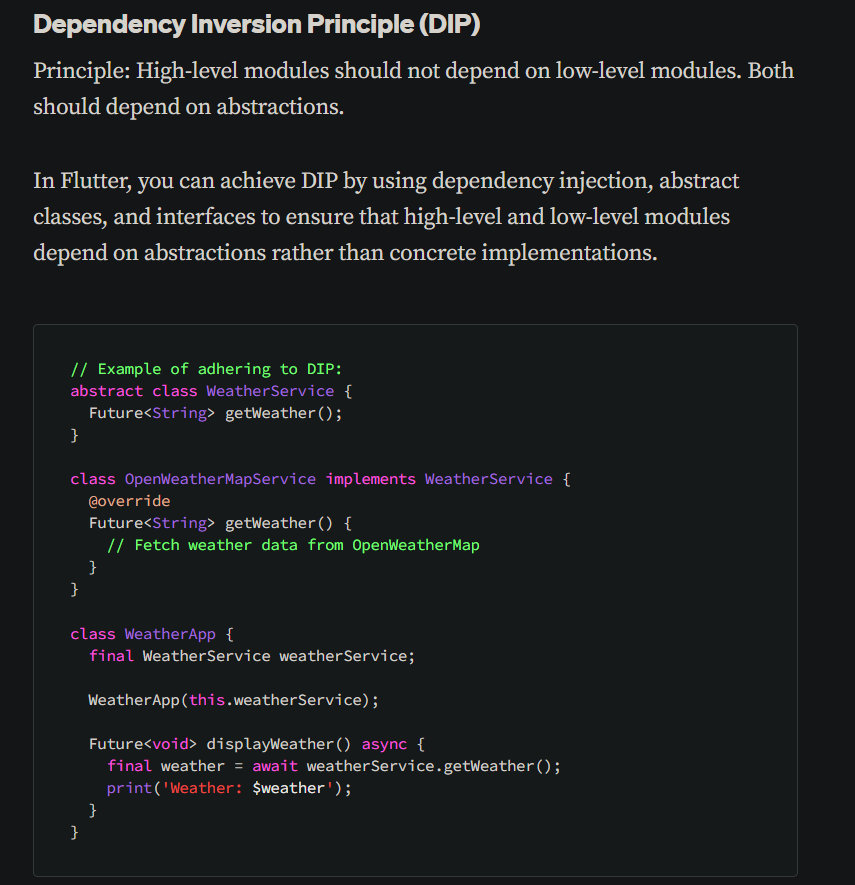 Dependency Inversion Principle (DIP)
Principle: High-level modules should not depend on low-level modules. Both
should depend on abstractions.
In Flutter, you can achieve DIP by using dependency injection, abstract
classes, and interfaces to ensure that high-level and low-level modules
depend on abstractions rather than concrete implementations.
// Example of adhering to DIP:
abstract class WeatherService {
  Future<String> getWeather();
}
class OpenWeatherMapService implements WeatherService {
  @override
  Future<String> getWeather() {
    // Fetch weather data from OpenWeatherMap
  }
}
class WeatherApp {
  final WeatherService weatherService;
  WeatherApp(this.weatherService);
  Future<void> displayWeather() async {
    final weather = await weatherService.getWeather();
    print('Weather: $weather');
  }
}